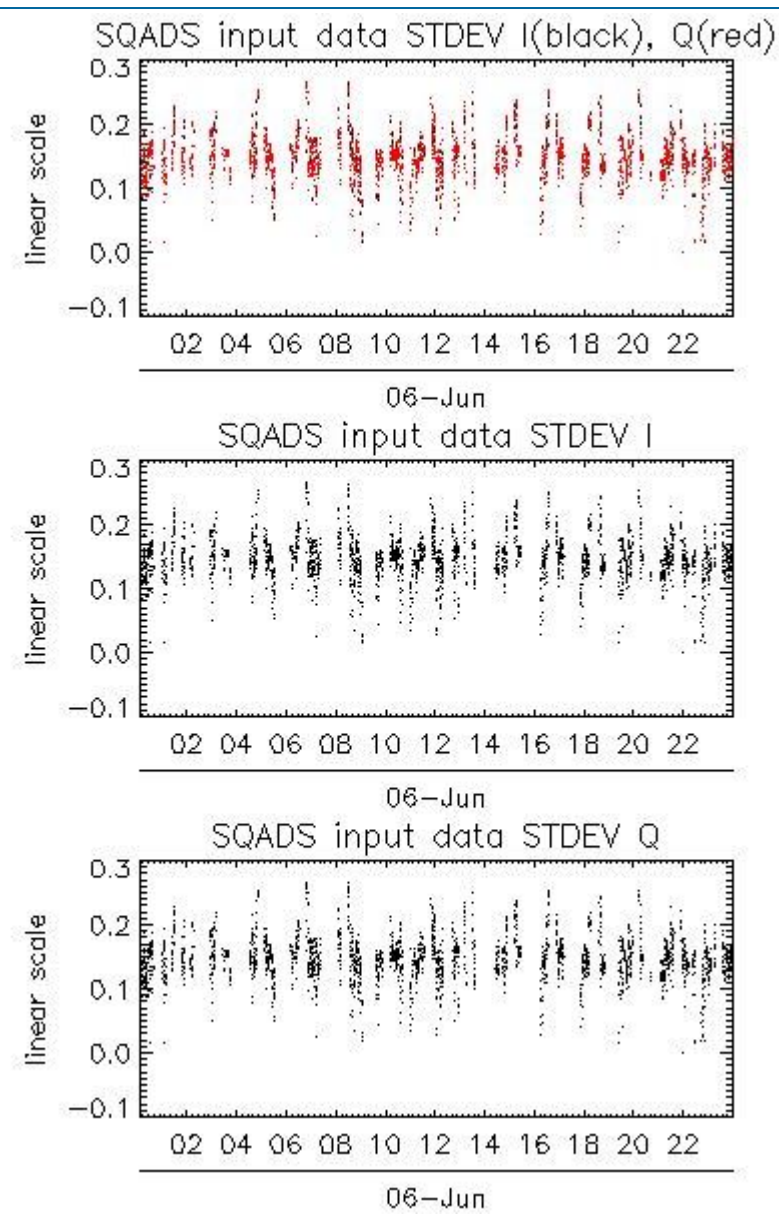 SQADS input data STDEV I(black), Q(red)
0.3
0.2
0.1
0.0
−0.1
linear scale
02 04 06 08 10 12 14 16 18 20 22
06−Jun
SQADS input data STDEV I
0.3
0.2
0.1
0.0
−0.1
linear scale
02 04 06 08 10 12 14 16 18 20 22
06−Jun
SQADS input data STDEV Q
0.3
0.2
0.1
0.0
−0.1
linear scale
02 04 06 08 10 12 14 16 18 20 22
06−Jun